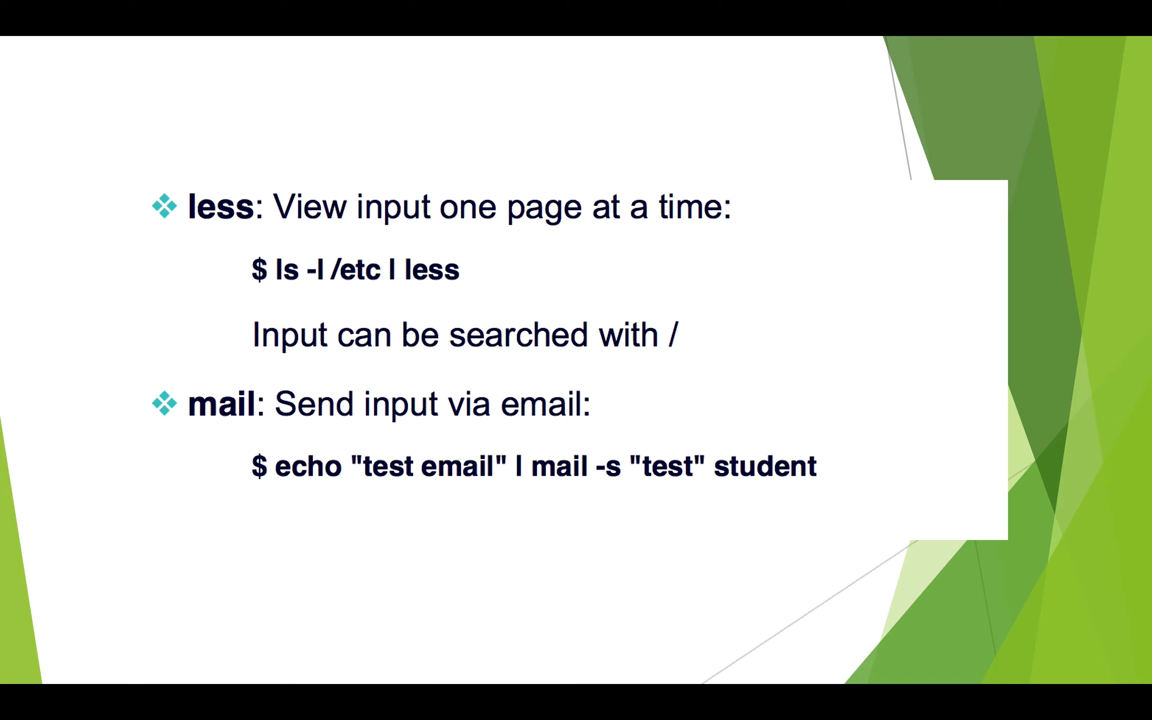 ❖ less: View input one page at a time:
$ ls -l /etc | less
Input can be searched with /
❖ mail: Send input via email:
$ echo "test email" | mail -s "test" student